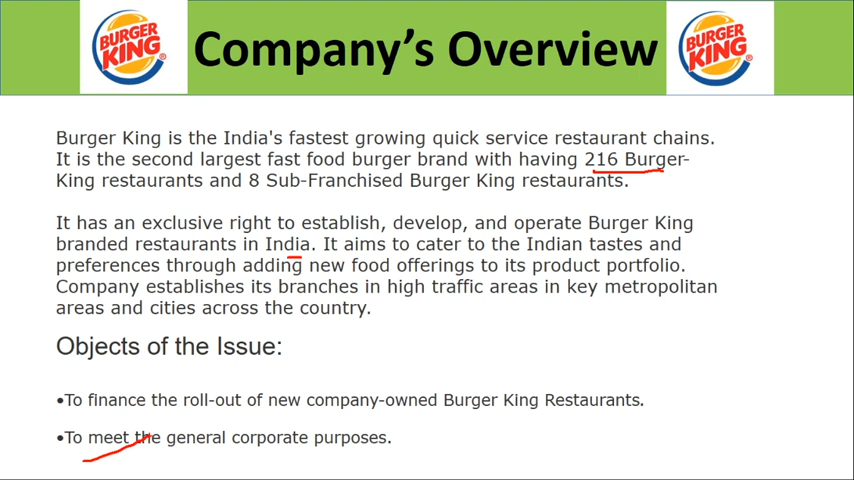 BURGER
KING
®
Company's Overview
BURGER
KING
®
Burger King is the India's fastest growing quick service restaurant chains.
It is the second largest fast food burger brand with having 216 Burger-
King restaurants and 8 Sub-Franchised Burger King restaurants.
It has an exclusive right to establish, develop, and operate Burger King
branded restaurants in India. It aims to cater to the Indian tastes and
preferences through adding new food offerings to its product portfolio.
Company establishes its branches in high traffic areas in key metropolitan
areas and cities across the country.
Objects of the Issue:
•To finance the roll-out of new company-owned Burger King Restaurants.
•To meet the general corporate purposes.